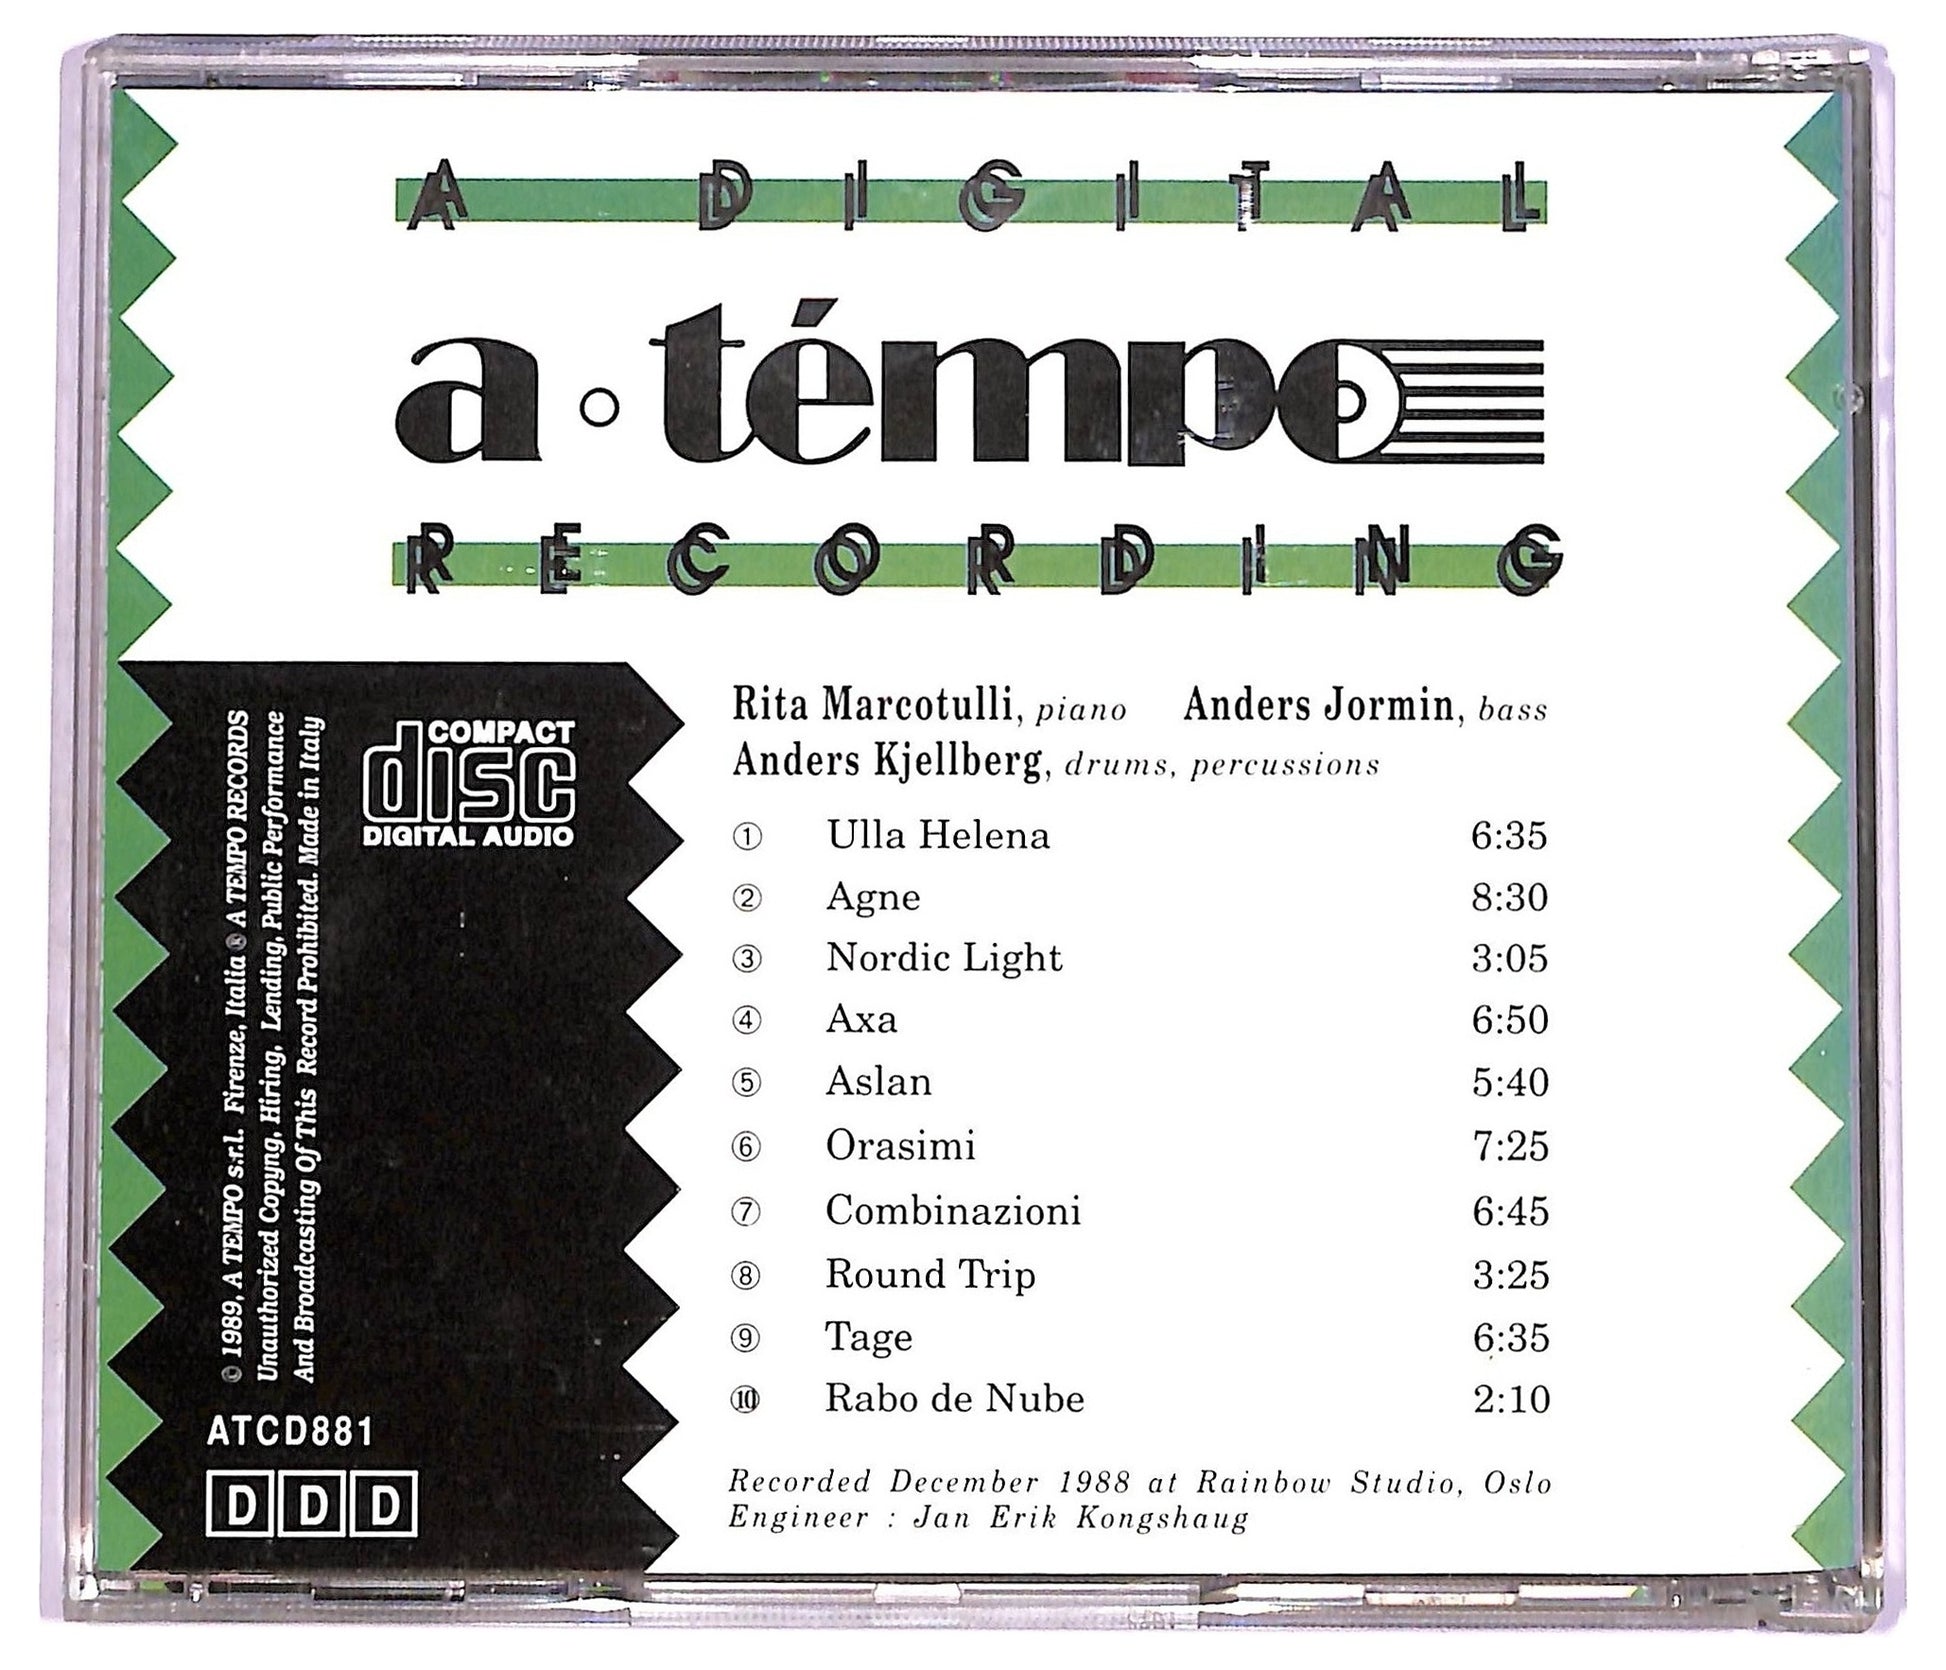 A DIGITAL
a · témpo
RECORDING
Rita Marcotulli, piano Anders Jormin, bass
Anders Kjellberg, drums, percussions
① Ulla Helena 6:35
② Agne 8:30
③ Nordic Light 3:05
④ Axa 6:50
⑤ Aslan 5:40
⑥ Orasimi 7:25
⑦ Combinazioni 6:45
⑧ Round Trip 3:25
⑨ Tage 6:35
⑩ Rabo de Nube 2:10
Recorded December 1988 at Rainbow Studio, Oslo
Engineer : Jan Erik Kongshaug
COMPACT
disc
DIGITAL AUDIO
© 1989, A TEMPO s.r.l. Firenze, Italia ® A TEMPO RECORDS
Unauthorized Copyng, Hiring, Lending, Public Performance
And Broadcasting Of This Record Prohibited. Made in Italy
ATCD881
DDD